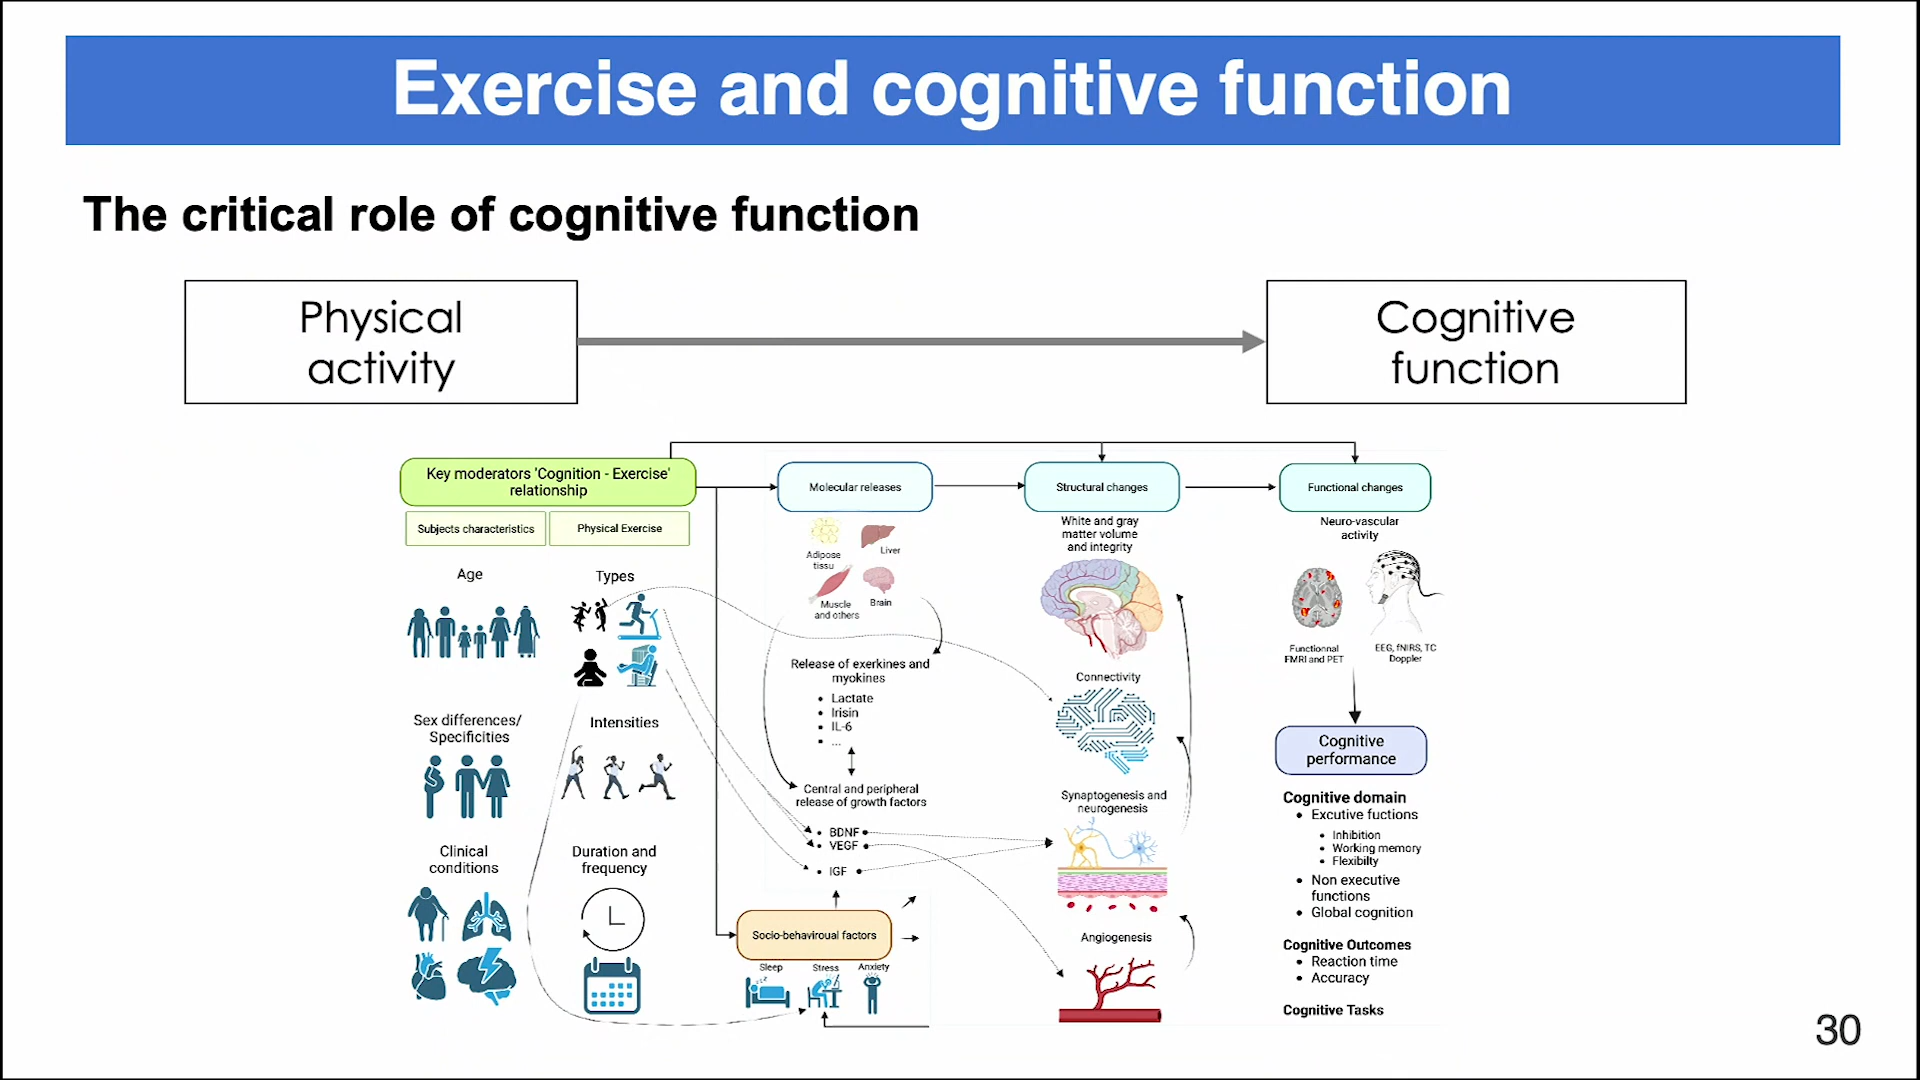 Exercise and cognitive function
The critical role of cognitive function
Physical
activity
Cognitive
function
Key moderators 'Cognition - Exercise'
relationship
Subjects characteristics
Physical Exercise
Age
Types
Sex differences/
Specificities
Intensities
Clinical
conditions
Duration and
frequency
Molecular releases
Adipose
tissu
Liver
Muscle
and others
Brain
Release of exerkines and
myokines
• Lactate
• Irisin
• IL-6
• ...
Central and peripheral
release of growth factors
• BDNF
• VEGF
• IGF
Socio-behaviroual factors
Sleep
Stress
Anxiety
Structural changes
White and gray
matter volume
and integrity
Connectivity
Synaptogenesis and
neurogenesis
Angiogenesis
Functional changes
Neuro-vascular
activity
Functionnal
FMRI and PET
EEG, fNIRS, TC
Doppler
Cognitive
performance
Cognitive domain
• Excutive fuctions
• Inhibition
• Working memory
• Flexibilty
• Non executive
functions
• Global cognition
Cognitive Outcomes
• Reaction time
• Accuracy
Cognitive Tasks
30